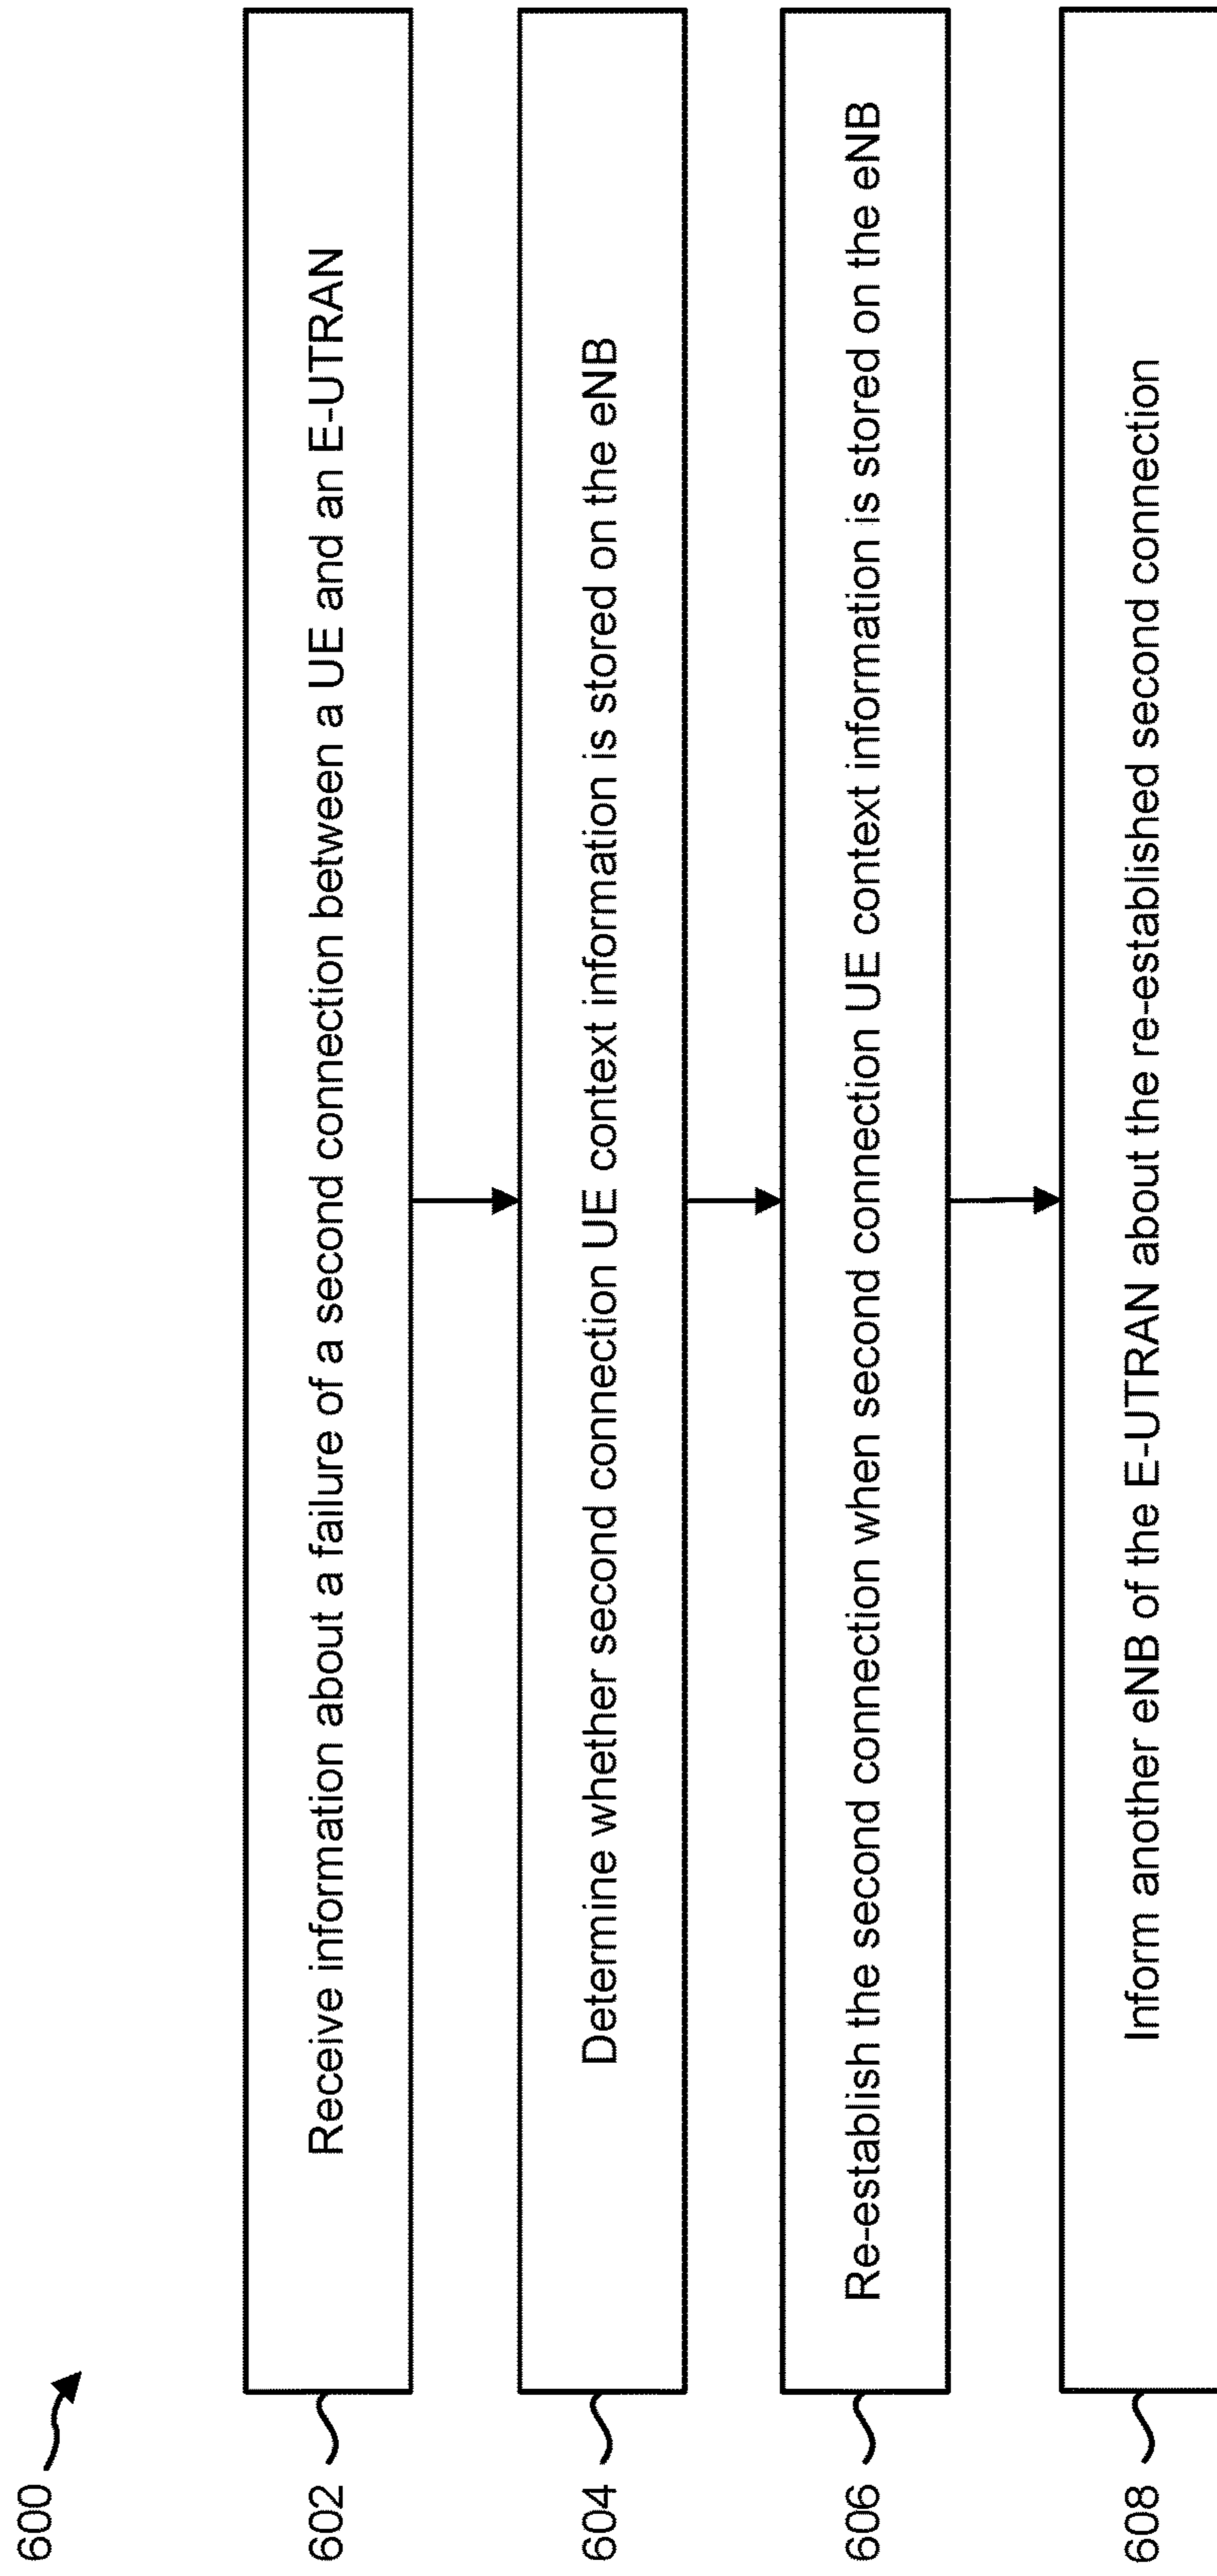 600
602
Receive information about a failure of a second connection between a UE and an E-UTRAN
604
Determine whether second connection UE context information is stored on the eNB
606
Re-establish the second connection when second connection UE context information is stored on the eNB
608
Inform another eNB of the E-UTRAN about the re-established second connection